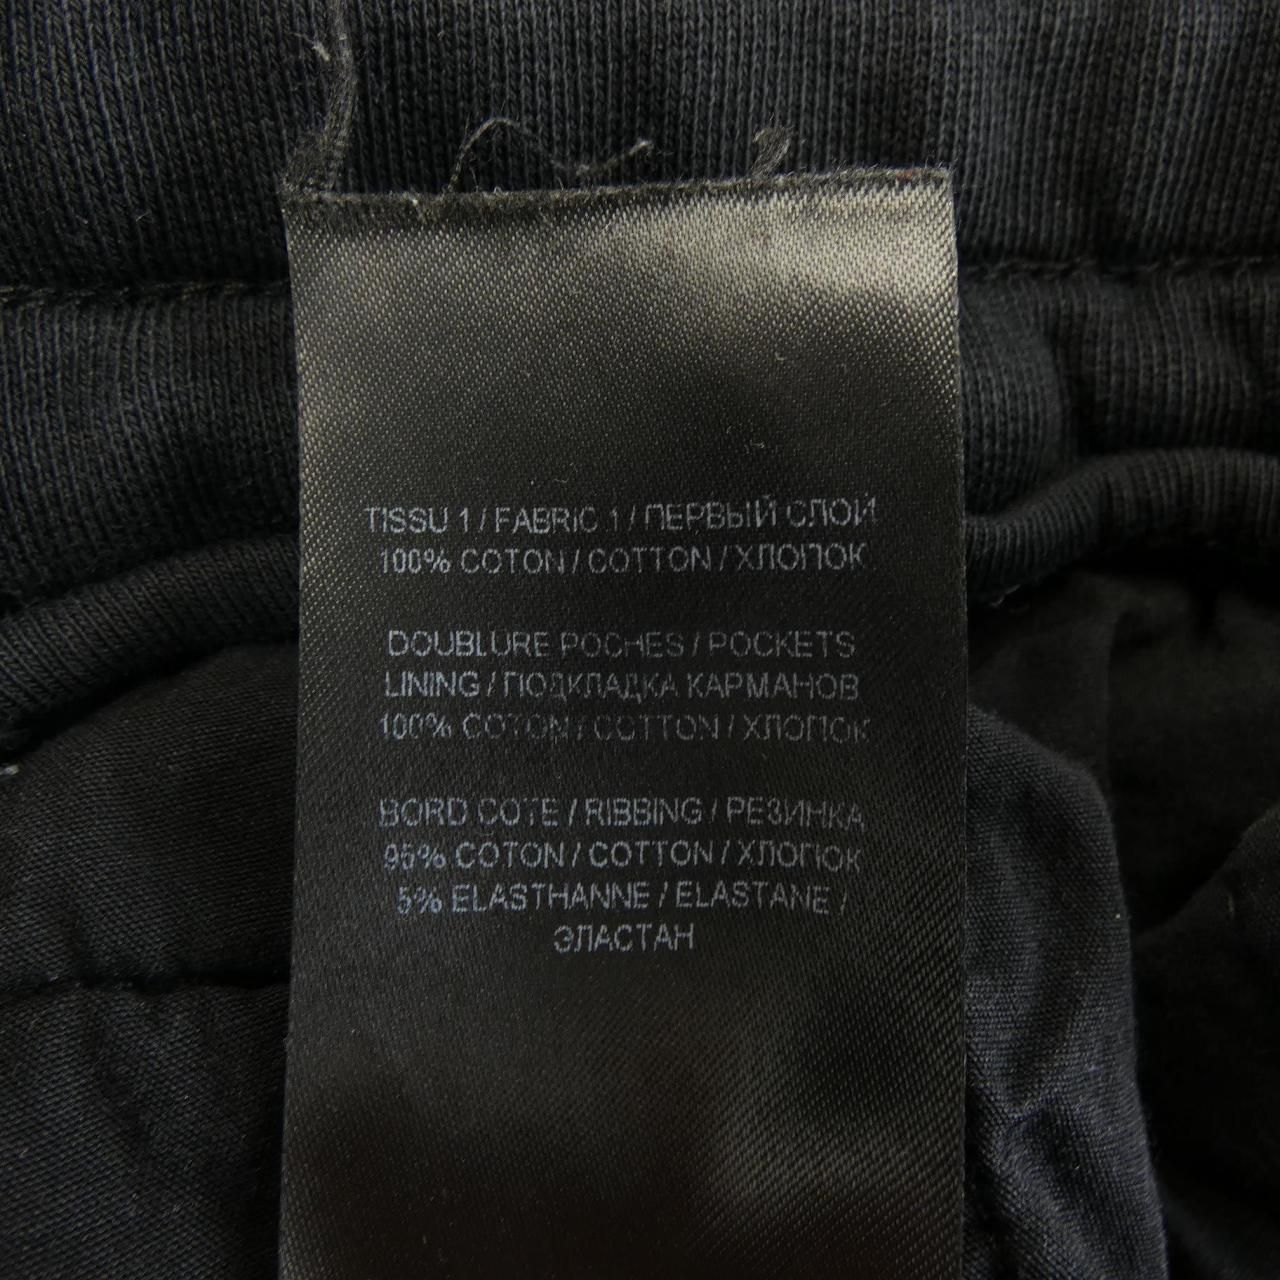 TISSU 1 / FABRIC 1 / ПЕРВЫЙ СЛОЙ
100% COTON / COTTON / ХЛОПОК
DOUBLURE POCHES / POCKETS
LINING / ПОДКЛАДКА КАРМАНОВ
100% COTON / COTTON / ХЛОПОК
BORD COTE / RIBBING / РЕЗИНКА
95% COTON / COTTON / ХЛОПОК
5% ELASTHANNE / ELASTANE /
ЭЛАСТАН